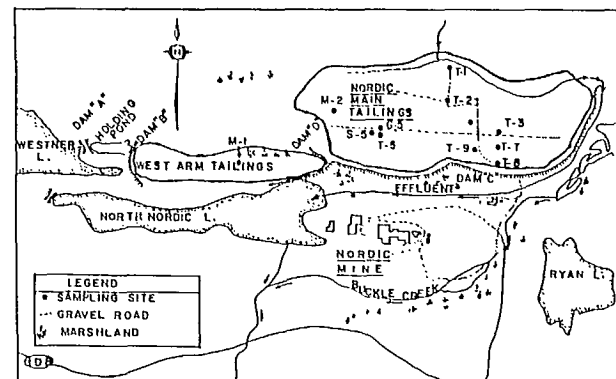 N
T-1
NORDIC
MAIN
TAILINGS
M-2
T-2
G-5
S-5
T-5
T-3
T-9
T-7
T-8
DAM "A"
HOLDING
POND
DAM "B"
DAM "D"
M-1
WESTNER
L.
WEST ARM TAILINGS
DAM "C"
EFFLUENT
NORTH NORDIC L.
NORDIC
MINE
BUCKLE CREEK
RYAN L.
LEGEND
SAMPLING SITE
GRAVEL ROAD
MARSHLAND
D